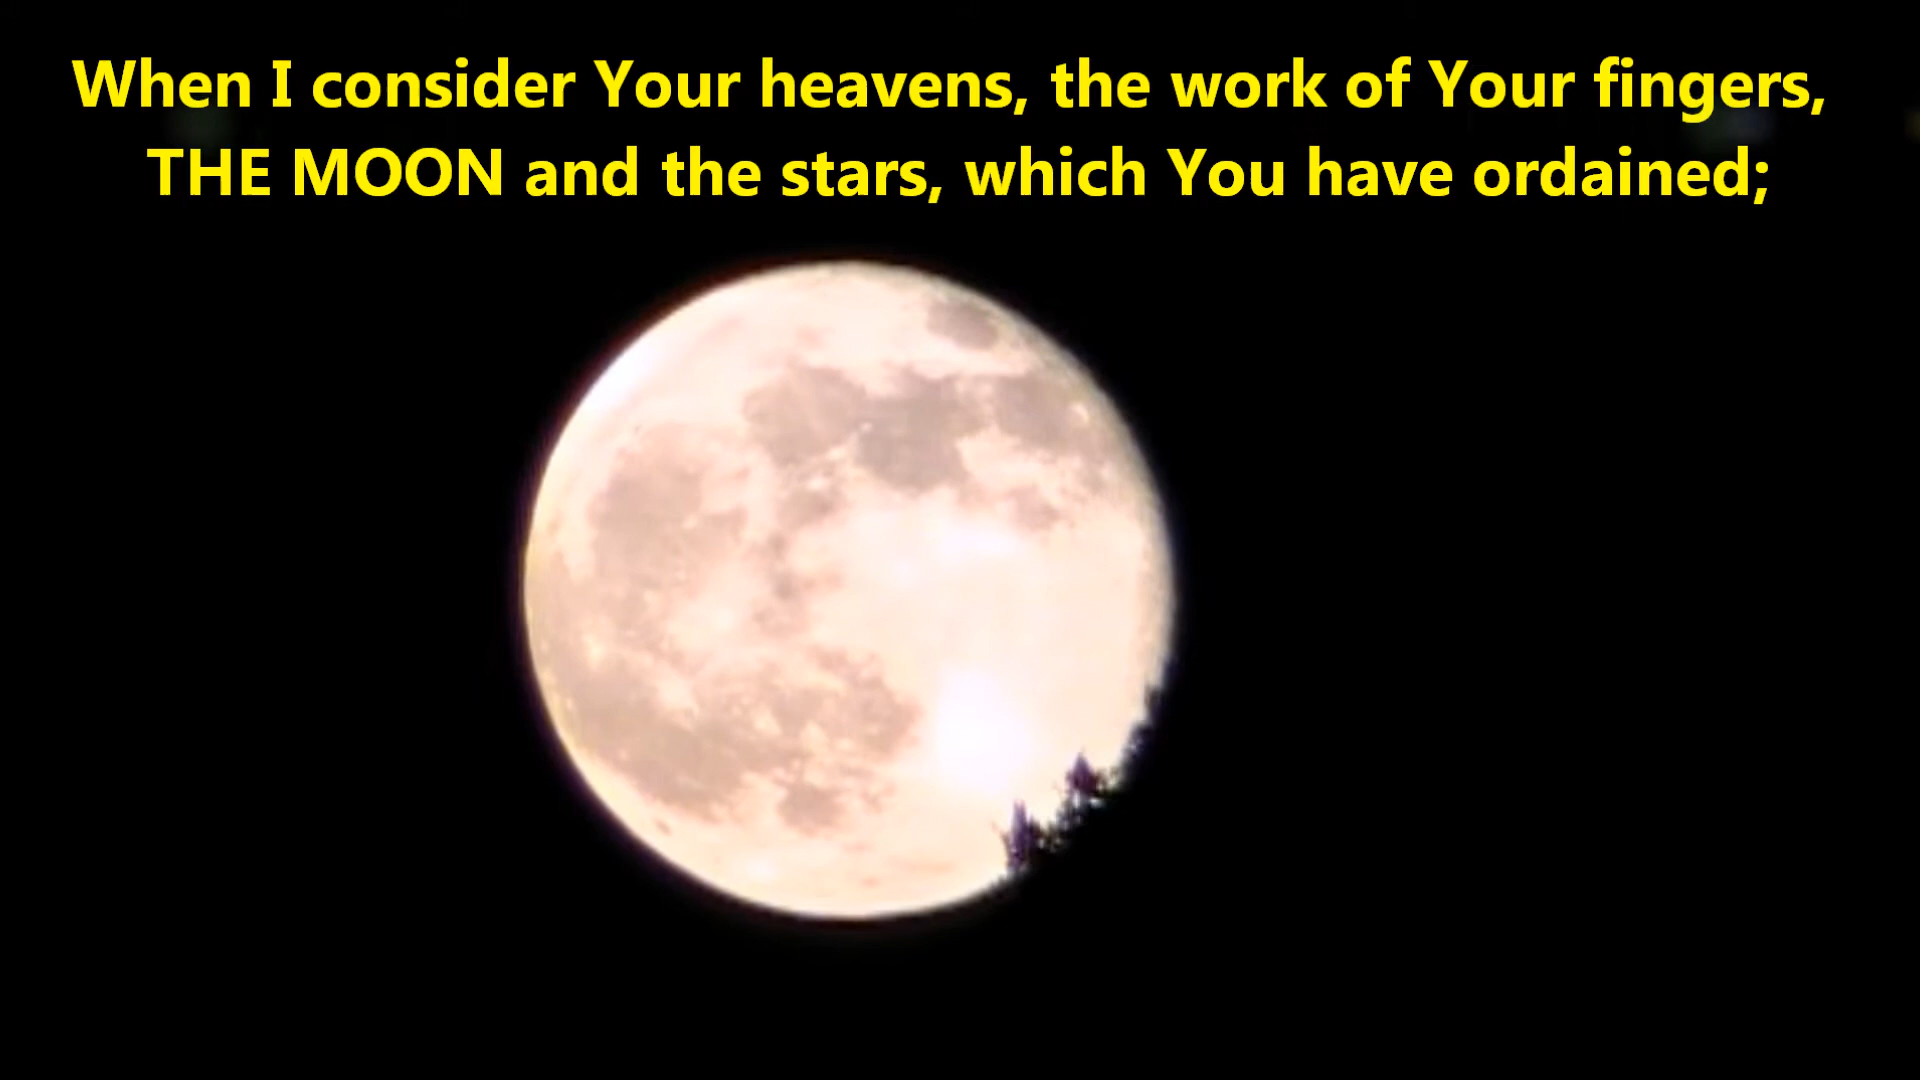 When I consider Your heavens, the work of Your fingers,
THE MOON and the stars, which You have ordained;